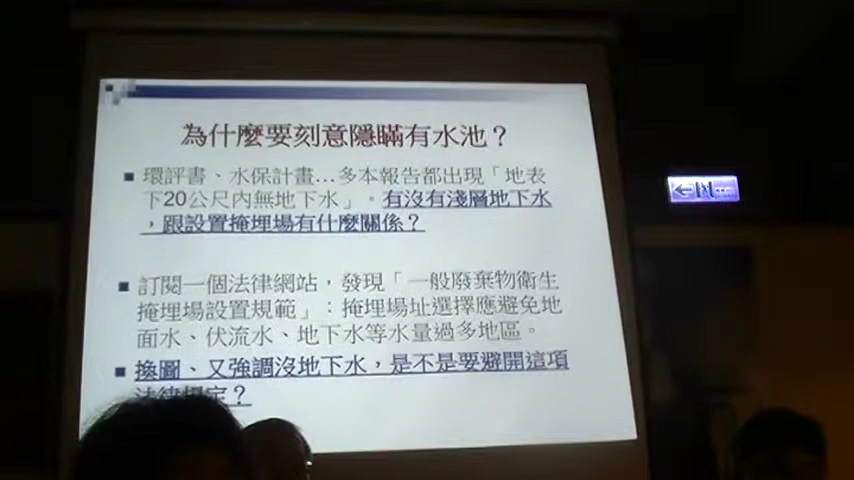 為什麼要刻意隱瞞有水池？
環評書、水保計畫...多本報告都出現「地表
下20公尺內無地下水」。有沒有淺層地下水
，跟設置掩埋場有什麼關係？
訂閱一個法律網站，發現「一般廢棄物衛生
掩埋場設置規範」：掩埋場址選擇應避免地
面水、伏流水、地下水等水量過多地區。
換圖、又強調沒地下水，是不是要避開這項
法律規定？